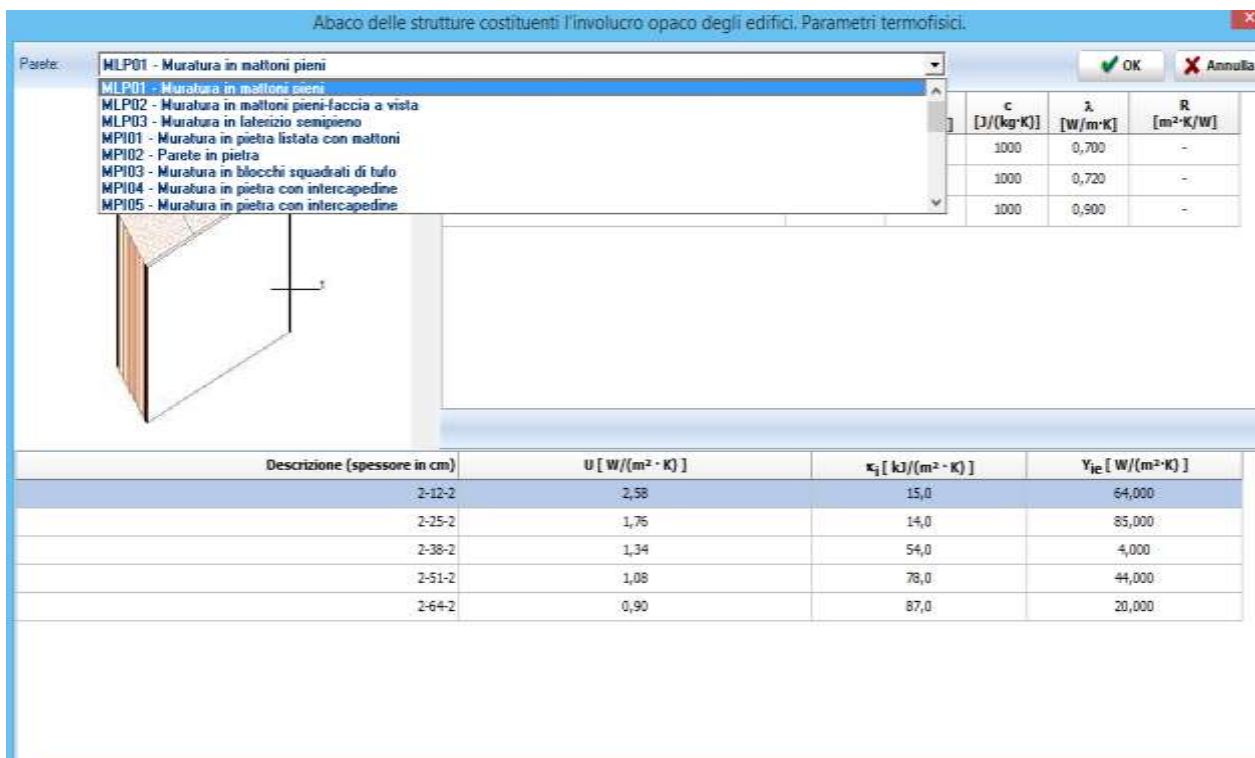 Abaco delle strutture costituenti l'involucro opaco degli edifici. Parametri termofisici.
Parete: MLP01 - Muratura in mattoni pieni OK Annulla
MLP01 - Muratura in mattoni pieni
MLP02 - Muratura in mattoni pieni-faccia a vista
MLP03 - Muratura in laterizio semipieno
MPI01 - Muratura in pietra listata con mattoni
MPI02 - Parete in pietra
MPI03 - Muratura in blocchi squadrati di tufo
MPI04 - Muratura in pietra con intercapedine
MPI05 - Muratura in pietra con intercapedine
] c [J/(kg·K)] λ [W/m·K] R [m²·K/W]
1000 0,700 -
1000 0,720 -
1000 0,900 -
Descrizione (spessore in cm) U [ W/(m² · K) ] κi [ kJ/(m² · K) ] Yie [ W/(m²·K) ]
2-12-2 2,58 15,0 64,000
2-25-2 1,76 14,0 85,000
2-38-2 1,34 54,0 4,000
2-51-2 1,08 78,0 44,000
2-64-2 0,90 87,0 20,000